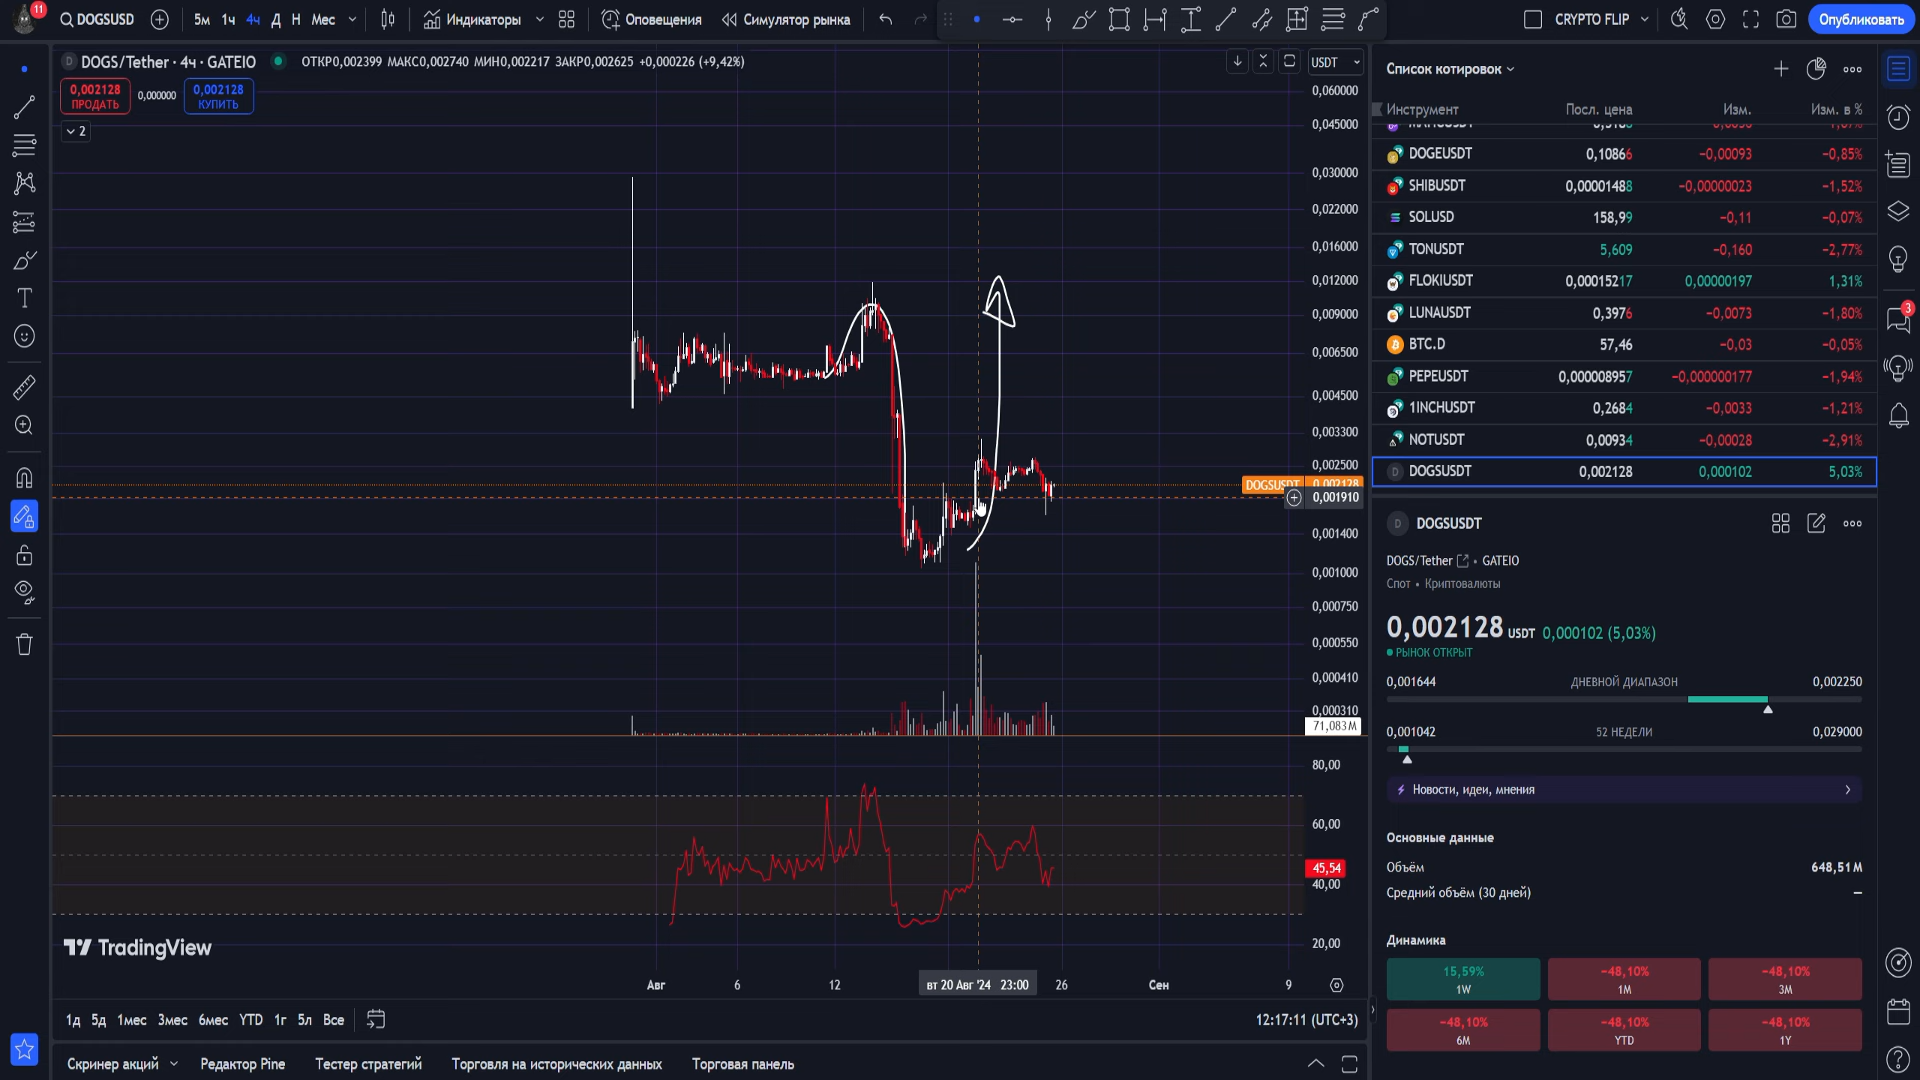 11
DOGSUSD
5м 1ч 4ч Д Н Мес
Индикаторы
Оповещения
Симулятор рынка
CRYPTO FLIP
Опубликовать
D DOGS/Tether · 4ч · GATEIO
ОТКР0,002399 МАКС0,002740 МИН0,002217 ЗАКР0,002625 +0,000226 (+9,42%)
USDT
0,002128
ПРОДАТЬ
0,000000
0,002128
КУПИТЬ
2
0,060000
0,045000
0,030000
0,022000
0,016000
0,012000
0,009000
0,006500
0,004500
0,003300
0,002500
DOGSUSDT 0,002128
0,001910
0,001400
0,001000
0,000750
0,000550
0,000410
0,000310
71,083M
80,00
60,00
45,54
40,00
20,00
TradingView
Авг 6 12 вт 20 Авг '24 23:00 26 Сен 9
1д 5д 1мес 3мес 6мес YTD 1г 5л Все
12:17:11 (UTC+3)
Скринер акций
Редактор Pine
Тестер стратегий
Торговля на исторических данных
Торговая панель
Список котировок
Инструмент Посл. цена Изм. Изм. в %
DOGEUSDT 0,10866 −0,00093 −0,85%
SHIBUSDT 0,00001488 −0,00000023 −1,52%
SOLUSD 158,99 −0,11 −0,07%
TONUSDT 5,609 −0,160 −2,77%
FLOKIUSDT 0,00015217 0,00000197 1,31%
LUNAUSDT 0,3976 −0,0073 −1,80%
BTC.D 57,46 −0,03 −0,05%
PEPEUSDT 0,000008957 −0,000000177 −1,94%
1INCHUSDT 0,2684 −0,0033 −1,21%
NOTUSDT 0,00934 −0,00028 −2,91%
D DOGSUSDT 0,002128 0,000102 5,03%
D DOGSUSDT
DOGS/Tether • GATEIO
Спот • Криптовалюты
0,002128 USDT 0,000102 (5,03%)
РЫНОК ОТКРЫТ
0,001644 ДНЕВНОЙ ДИАПАЗОН 0,002250
0,001042 52 НЕДЕЛИ 0,029000
Новости, идеи, мнения
Основные данные
Объём 648,51M
Средний объём (30 дней) —
Динамика
15,59% −48,10% −48,10%
1W 1M 3M
−48,10% −48,10% −48,10%
6M YTD 1Y
3